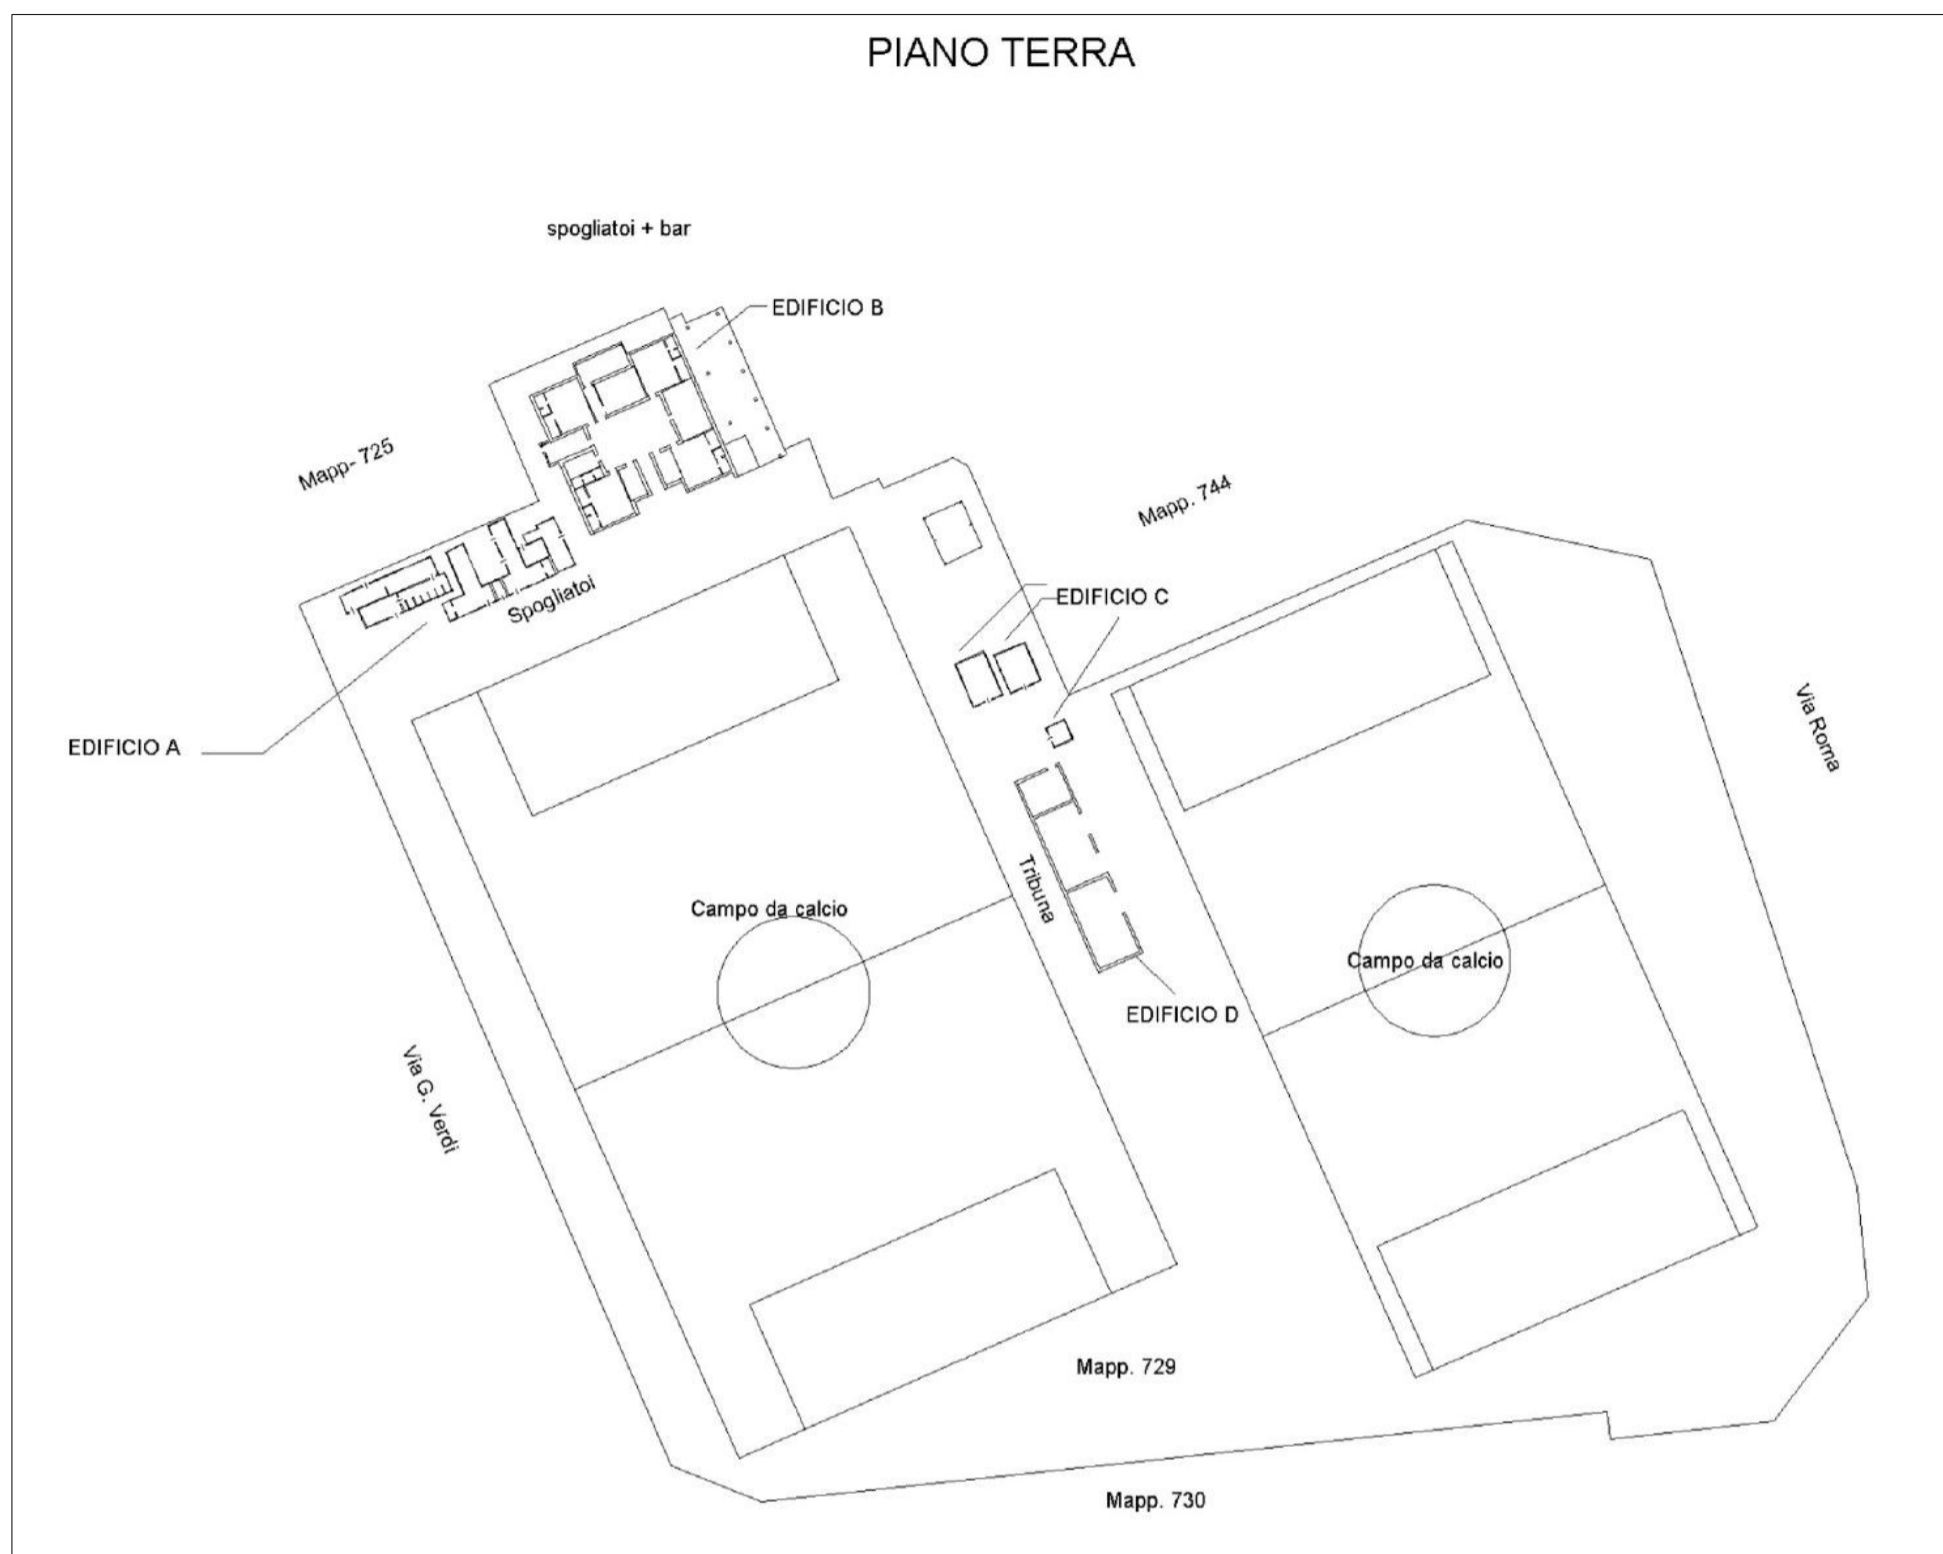 PIANO TERRA
spogliatoi + bar
EDIFICIO B
Mapp- 725
Mapp. 744
Spogliatoi
EDIFICIO C
EDIFICIO A
Via Roma
Tribuna
Campo da calcio
Campo da calcio
EDIFICIO D
Via G. Verdi
Mapp. 729
Mapp. 730